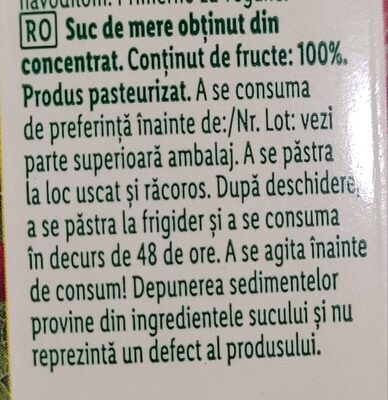 RO Suc de mere obținut din
concentrat. Conținut de fructe: 100%.
Produs pasteurizat. A se consuma
de preferință înainte de:/Nr. Lot: vezi
parte superioară ambalaj. A se păstra
la loc uscat și răcoros. După deschidere,
a se păstra la frigider și a se consuma
în decurs de 48 de ore. A se agita înainte
de consum! Depunerea sedimentelor
provine din ingredientele sucului și nu
reprezintă un defect al produsului.